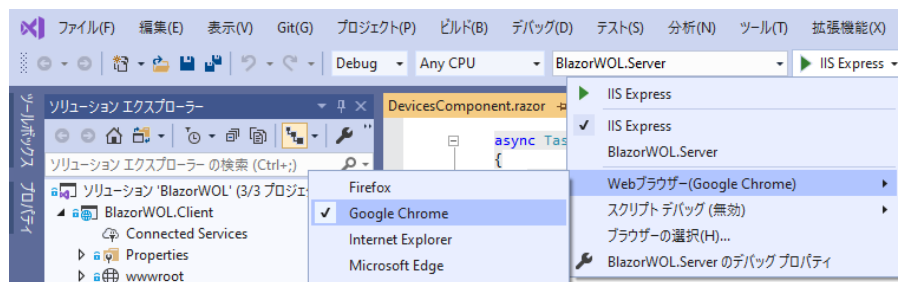 ファイル(F) 編集(E) 表示(V) Git(G) プロジェクト(P) ビルド(B) デバッグ(D) テスト(S) 分析(N) ツール(T) 拡張機能(X)
Debug Any CPU BlazorWOL.Server IIS Express
ツールボックス
プロパティ
ソリューション エクスプローラー
ソリューション エクスプローラー の検索 (Ctrl+;)
ソリューション 'BlazorWOL' (3/3 プロジェ
BlazorWOL.Client
Connected Services
Properties
wwwroot
DevicesComponent.razor
async Tas
{
IIS Express
IIS Express
BlazorWOL.Server
Webブラウザー(Google Chrome)
スクリプト デバッグ (無効)
ブラウザーの選択(H)...
BlazorWOL.Server のデバッグ プロパティ
Firefox
Google Chrome
Internet Explorer
Microsoft Edge